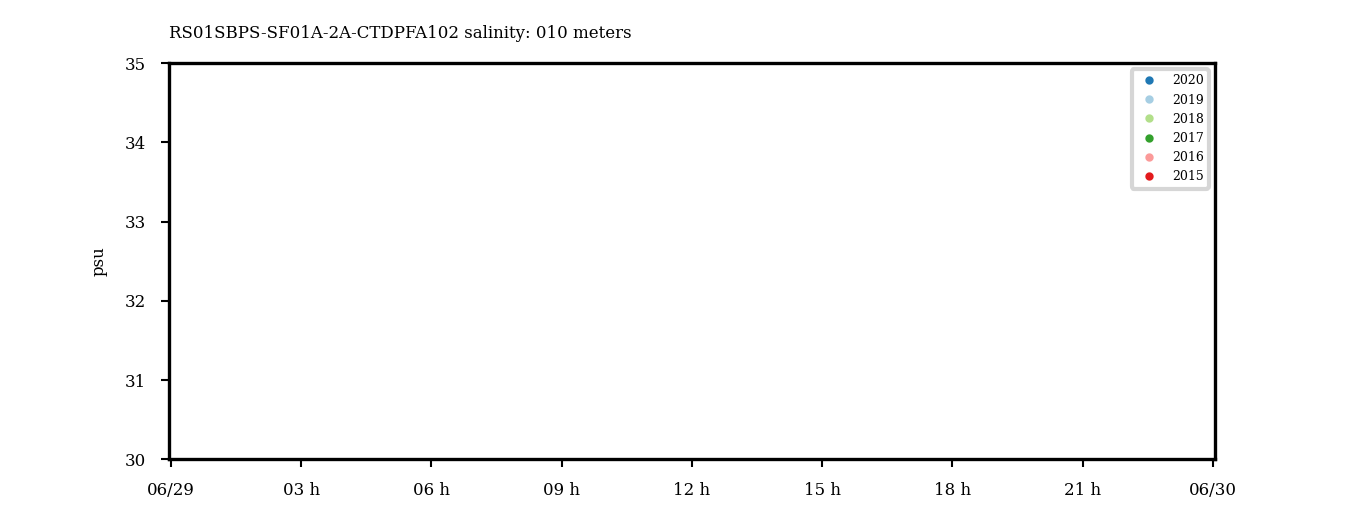 RS01SBPS-SF01A-2A-CTDPFA102 salinity: 010 meters
35
34
33
32
31
30
psu
2020
2019
2018
2017
2016
2015
06/29
03 h
06 h
09 h
12 h
15 h
18 h
21 h
06/30